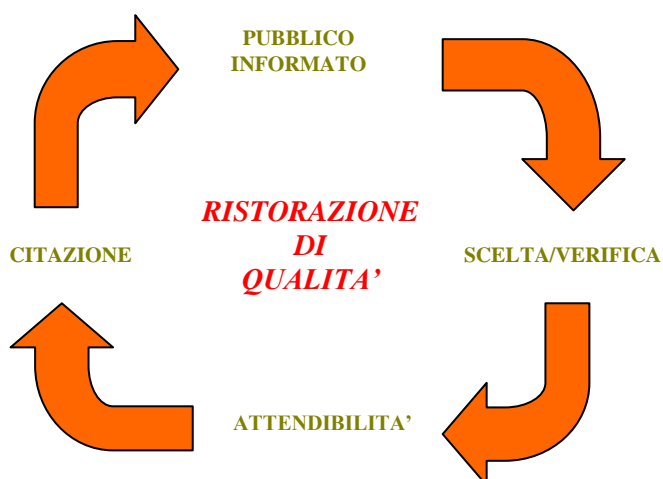 PUBBLICO
INFORMATO
RISTORAZIONE
DI
QUALITA’
CITAZIONE
SCELTA/VERIFICA
ATTENDIBILITA’